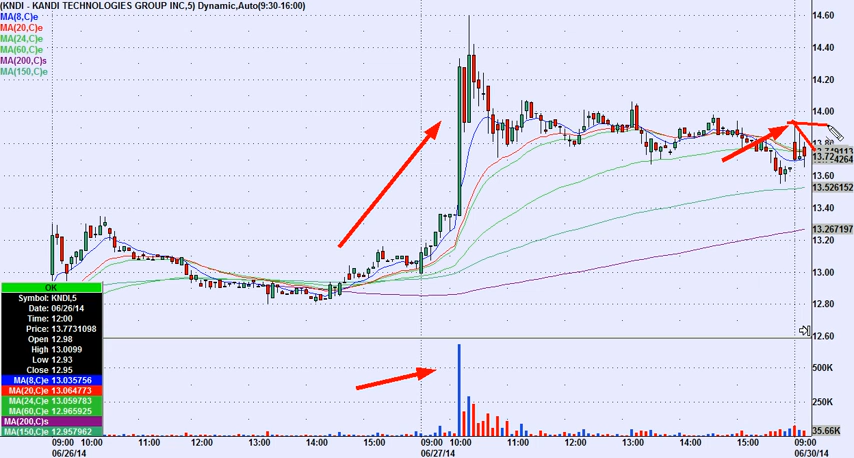 (KNDI - KANDI TECHNOLOGIES GROUP INC,5) Dynamic,Auto(9:30-16:00)
MA(8,C)e
MA(20,C)e
MA(24,C)e
MA(60,C)e
MA(200,C)s
MA(150,C)e
14.60
14.40
14.20
14.00
13.80
13.60
13.526152
13.40
13.267197
13.20
13.00
12.80
12.60
500K
250K
35.66K
OK
Symbol: KNDI,5
Date: 06/26/14
Time: 12:00
Price: 13.7731098
Open 12.98
High 13.0099
Low 12.93
Close 12.95
MA(8,C)e 13.035756
MA(20,C)e 13.064773
MA(24,C)e 13.059783
MA(60,C)e 12.965925
MA(200,C)s
MA(150,C)e 12.957962
09:00 10:00 11:00 12:00 13:00 14:00 15:00 09:00 10:00 11:00 12:00 13:00 14:00 15:00 09:00
06/26/14 06/27/14 06/30/14